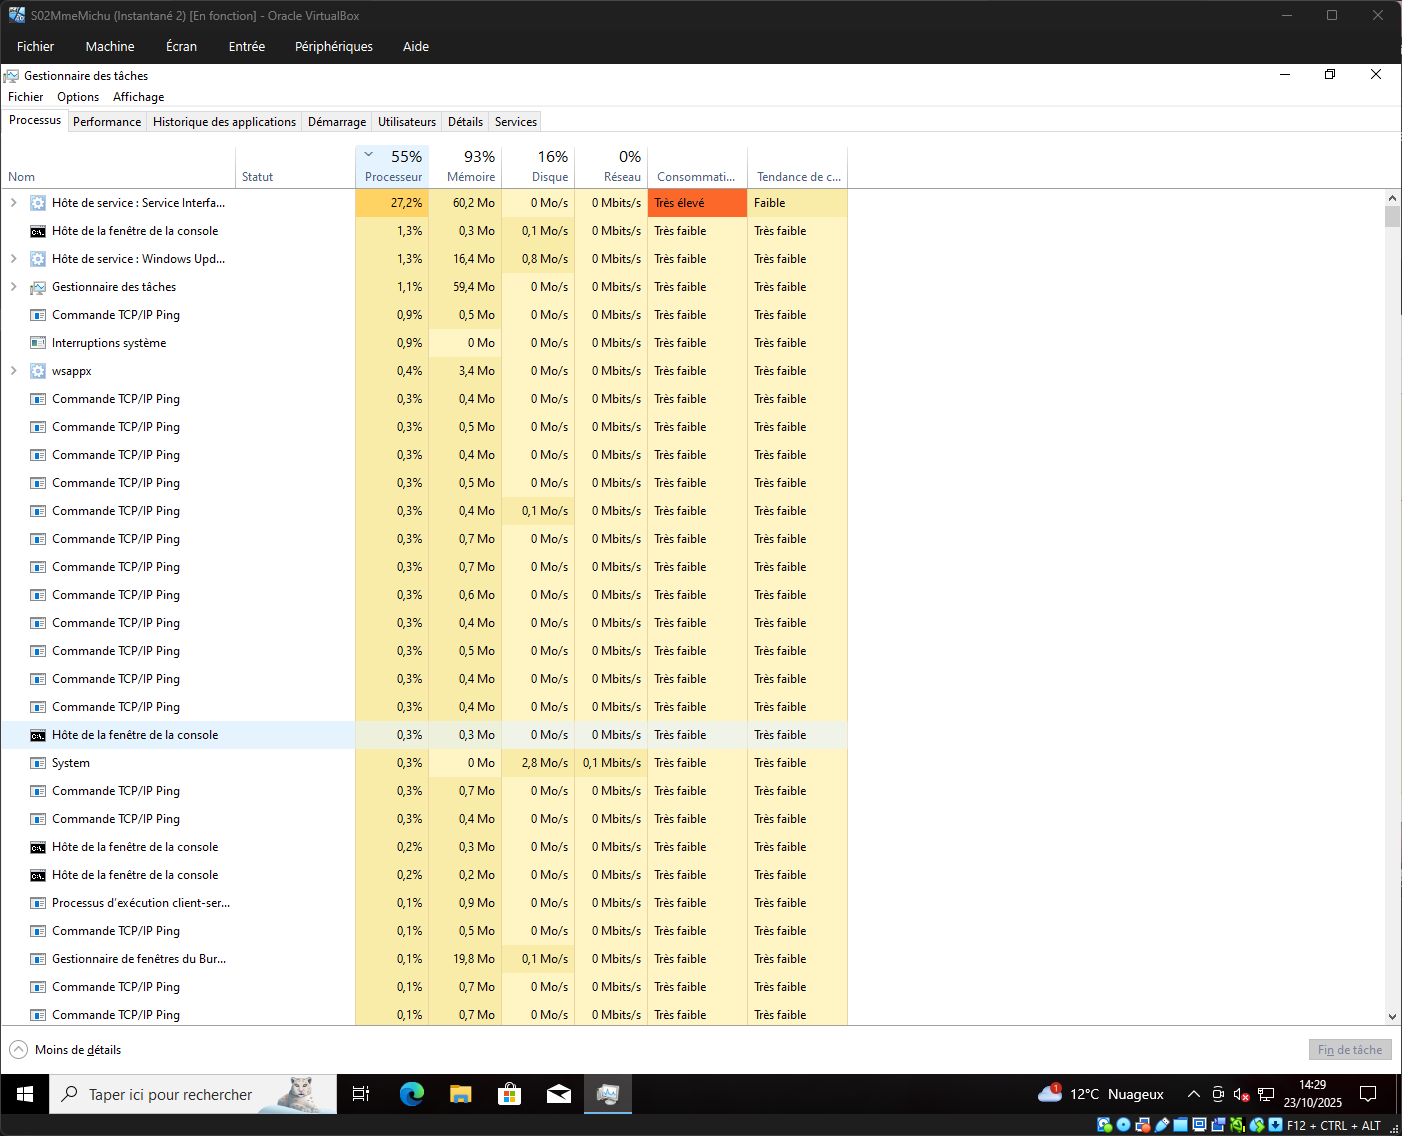 S02MmeMichu (Instantané 2) [En fonction] - Oracle VirtualBox
Fichier Machine Écran Entrée Périphériques Aide
Gestionnaire des tâches
Fichier Options Affichage
Processus Performance Historique des applications Démarrage Utilisateurs Détails Services
55% 93% 16% 0%
Nom Statut Processeur Mémoire Disque Réseau Consommati... Tendance de c...
Hôte de service : Service Interfa... 27,2% 60,2 Mo 0 Mo/s 0 Mbits/s Très élevé Faible
Hôte de la fenêtre de la console 1,3% 0,3 Mo 0,1 Mo/s 0 Mbits/s Très faible Très faible
Hôte de service : Windows Upd... 1,3% 16,4 Mo 0,8 Mo/s 0 Mbits/s Très faible Très faible
Gestionnaire des tâches 1,1% 59,4 Mo 0 Mo/s 0 Mbits/s Très faible Très faible
Commande TCP/IP Ping 0,9% 0,5 Mo 0 Mo/s 0 Mbits/s Très faible Très faible
Interruptions système 0,9% 0 Mo 0 Mo/s 0 Mbits/s Très faible Très faible
wsappx 0,4% 3,4 Mo 0 Mo/s 0 Mbits/s Très faible Très faible
Commande TCP/IP Ping 0,3% 0,4 Mo 0 Mo/s 0 Mbits/s Très faible Très faible
Commande TCP/IP Ping 0,3% 0,5 Mo 0 Mo/s 0 Mbits/s Très faible Très faible
Commande TCP/IP Ping 0,3% 0,4 Mo 0 Mo/s 0 Mbits/s Très faible Très faible
Commande TCP/IP Ping 0,3% 0,5 Mo 0 Mo/s 0 Mbits/s Très faible Très faible
Commande TCP/IP Ping 0,3% 0,4 Mo 0,1 Mo/s 0 Mbits/s Très faible Très faible
Commande TCP/IP Ping 0,3% 0,7 Mo 0 Mo/s 0 Mbits/s Très faible Très faible
Commande TCP/IP Ping 0,3% 0,7 Mo 0 Mo/s 0 Mbits/s Très faible Très faible
Commande TCP/IP Ping 0,3% 0,6 Mo 0 Mo/s 0 Mbits/s Très faible Très faible
Commande TCP/IP Ping 0,3% 0,4 Mo 0 Mo/s 0 Mbits/s Très faible Très faible
Commande TCP/IP Ping 0,3% 0,5 Mo 0 Mo/s 0 Mbits/s Très faible Très faible
Commande TCP/IP Ping 0,3% 0,4 Mo 0 Mo/s 0 Mbits/s Très faible Très faible
Commande TCP/IP Ping 0,3% 0,4 Mo 0 Mo/s 0 Mbits/s Très faible Très faible
Hôte de la fenêtre de la console 0,3% 0,3 Mo 0 Mo/s 0 Mbits/s Très faible Très faible
System 0,3% 0 Mo 2,8 Mo/s 0,1 Mbits/s Très faible Très faible
Commande TCP/IP Ping 0,3% 0,7 Mo 0 Mo/s 0 Mbits/s Très faible Très faible
Commande TCP/IP Ping 0,3% 0,4 Mo 0 Mo/s 0 Mbits/s Très faible Très faible
Hôte de la fenêtre de la console 0,2% 0,3 Mo 0 Mo/s 0 Mbits/s Très faible Très faible
Hôte de la fenêtre de la console 0,2% 0,2 Mo 0 Mo/s 0 Mbits/s Très faible Très faible
Processus d'exécution client-ser... 0,1% 0,9 Mo 0 Mo/s 0 Mbits/s Très faible Très faible
Commande TCP/IP Ping 0,1% 0,5 Mo 0 Mo/s 0 Mbits/s Très faible Très faible
Gestionnaire de fenêtres du Bur... 0,1% 19,8 Mo 0,1 Mo/s 0 Mbits/s Très faible Très faible
Commande TCP/IP Ping 0,1% 0,7 Mo 0 Mo/s 0 Mbits/s Très faible Très faible
Commande TCP/IP Ping 0,1% 0,7 Mo 0 Mo/s 0 Mbits/s Très faible Très faible
Moins de détails Fin de tâche
Taper ici pour rechercher 1 12°C Nuageux 14:29
23/10/2025
F12 + CTRL + ALT